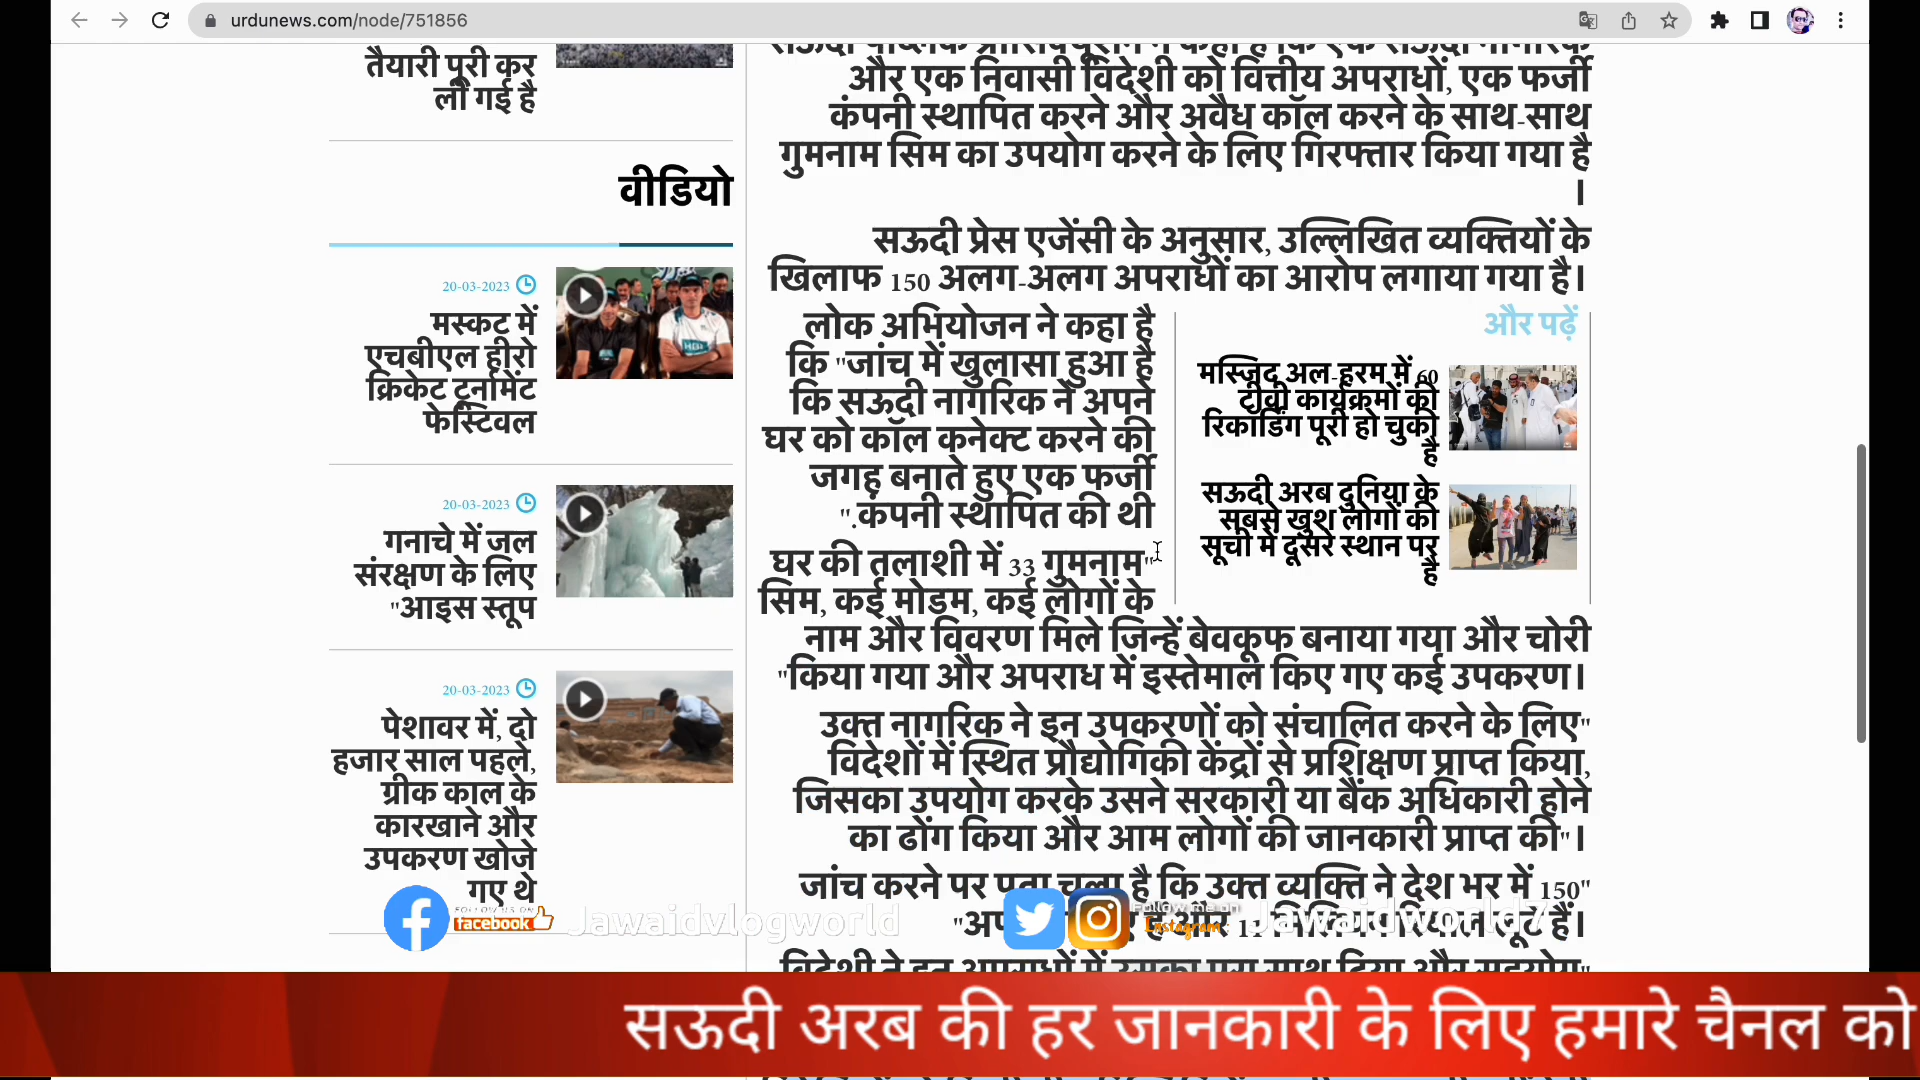 urdunews.com/node/751856
तैयारी पूरी कर
ली गई है
वीडियो
20-03-2023
मस्कट में
एचबीएल हीरो
क्रिकेट टूर्नामेंट
फेस्टिवल
20-03-2023
गनाचे में जल
संरक्षण के लिए
"आइस स्तूप
20-03-2023
पेशावर में, दो
हजार साल पहले,
ग्रीक काल के
कारखाने और
उपकरण खोजे
गए थे
और एक निवासी विदेशी को वित्तीय अपराधों, एक फर्जी
कंपनी स्थापित करने और अवैध कॉल करने के साथ-साथ
गुमनाम सिम का उपयोग करने के लिए गिरफ्तार किया गया है
।
सऊदी प्रेस एजेंसी के अनुसार, उल्लिखित व्यक्तियों के
खिलाफ 150 अलग-अलग अपराधों का आरोप लगाया गया है।
लोक अभियोजन ने कहा है
कि "जांच में खुलासा हुआ है
कि सऊदी नागरिक ने अपने
घर को कॉल कनेक्ट करने की
जगह बनाते हुए एक फर्जी
".कंपनी स्थापित की थी
घर की तलाशी में 33 गुमनाम"
सिम, कई मोडम, कई लोगों के
नाम और विवरण मिले जिन्हें बेवकूफ बनाया गया और चोरी
"किया गया और अपराध में इस्तेमाल किए गए कई उपकरण।
उक्त नागरिक ने इन उपकरणों को संचालित करने के लिए"
विदेशों में स्थित प्रौद्योगिकी केंद्रों से प्रशिक्षण प्राप्त किया,
जिसका उपयोग करके उसने सरकारी या बैंक अधिकारी होने
का ढोंग किया और आम लोगों की जानकारी प्राप्त की"।
जांच करने पर पता चला है कि उक्त व्यक्ति ने देश भर में 150"
और पढ़ें
मस्जिद अल-हरम में 60
टीवी कार्यक्रमों की
रिकॉर्डिंग पूरी हो चुकी
है
सऊदी अरब दुनिया के
सबसे खुश लोगों की
सूची में दूसरे स्थान पर
है
facebook
Jawaidvlogworld
Follow me on
Instagram
Jawaidworld7
सऊदी अरब की हर जानकारी के लिए हमारे चैनल को